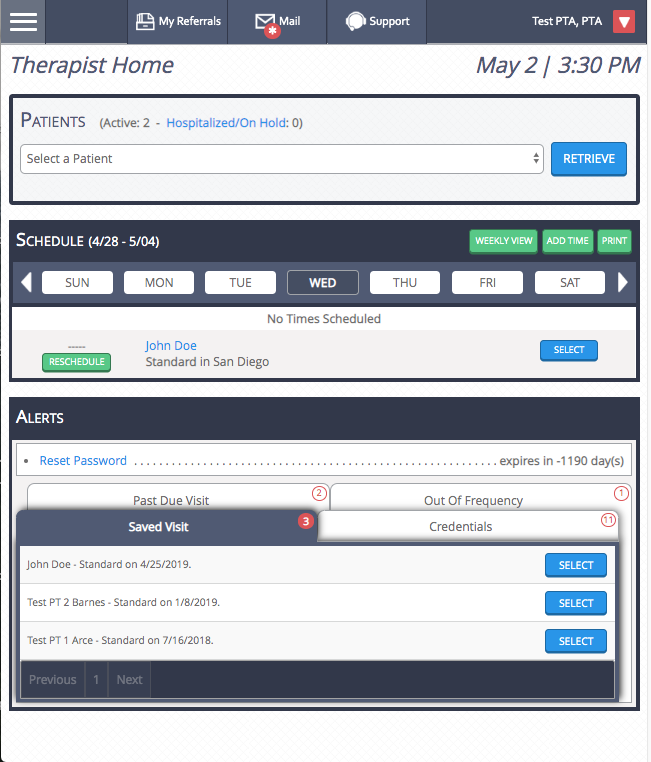 My Referrals Mail Support Test PTA, PTA
Therapist Home May 2 | 3:30 PM
PATIENTS (Active: 2 - Hospitalized/On Hold: 0)
Select a Patient RETRIEVE
SCHEDULE (4/28 - 5/04) WEEKLY VIEW ADD TIME PRINT
SUN MON TUE WED THU FRI SAT
No Times Scheduled
----- John Doe SELECT
RESCHEDULE Standard in San Diego
ALERTS
• Reset Password . . . . . . . . . . . . . . . . . . . . . . . . . . . . . . . . . . . . . . . . . . . . . . . . . . . . . . . . . . . expires in -1190 day(s)
Past Due Visit 2 Out Of Frequency 1
Saved Visit 3 Credentials 11
John Doe - Standard on 4/25/2019. SELECT
Test PT 2 Barnes - Standard on 1/8/2019. SELECT
Test PT 1 Arce - Standard on 7/16/2018. SELECT
Previous 1 Next